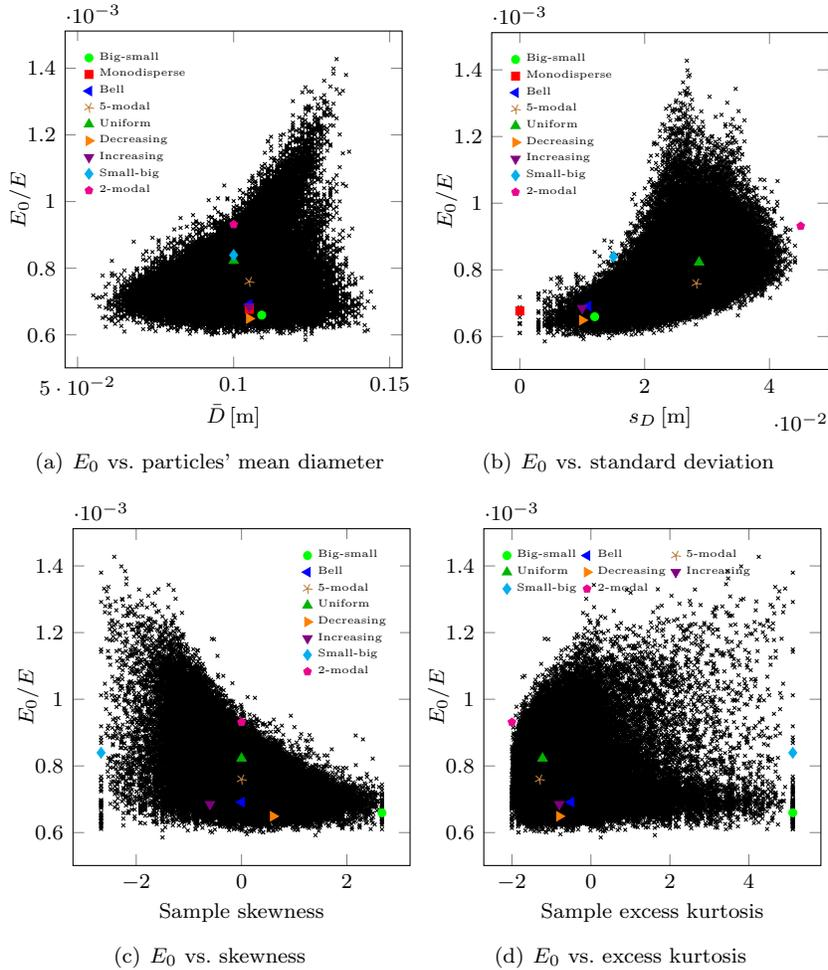 ·10⁻³
1.4
1.2
1
0.8
0.6
E₀/E
Big-small
Monodisperse
Bell
5-modal
Uniform
Decreasing
Increasing
Small-big
2-modal
5 · 10⁻²
0.1
0.15
D̄ [m]
(a) E₀ vs. particles' mean diameter
·10⁻³
1.4
1.2
1
0.8
0.6
E₀/E
Big-small
Monodisperse
Bell
5-modal
Uniform
Decreasing
Increasing
Small-big
2-modal
0
2
4
·10⁻²
s_D [m]
(b) E₀ vs. standard deviation
·10⁻³
1.4
1.2
1
0.8
0.6
E₀/E
Big-small
Bell
5-modal
Uniform
Decreasing
Increasing
Small-big
2-modal
−2
0
2
Sample skewness
(c) E₀ vs. skewness
·10⁻³
1.4
1.2
1
0.8
0.6
E₀/E
Big-small Bell 5-modal
Uniform Decreasing Increasing
Small-big 2-modal
−2
0
2
4
Sample excess kurtosis
(d) E₀ vs. excess kurtosis